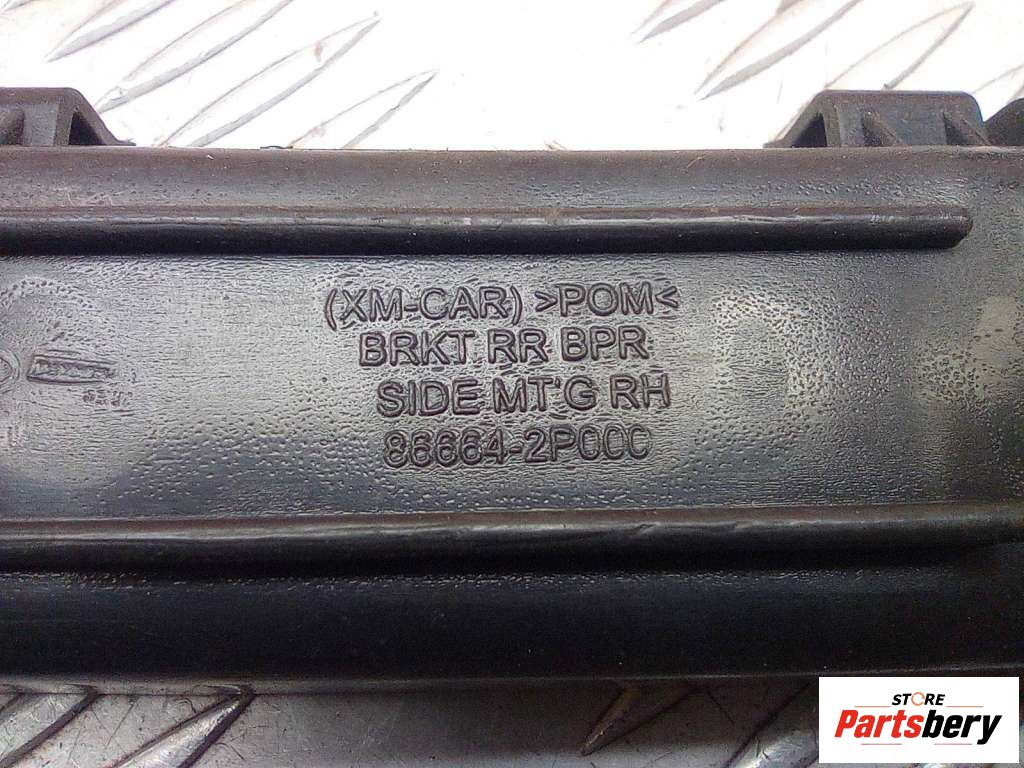 (XM-CAR) >POM<
BRKT RR BPR
SIDE MT'G RH
86664-2P000
STORE
Partsbery